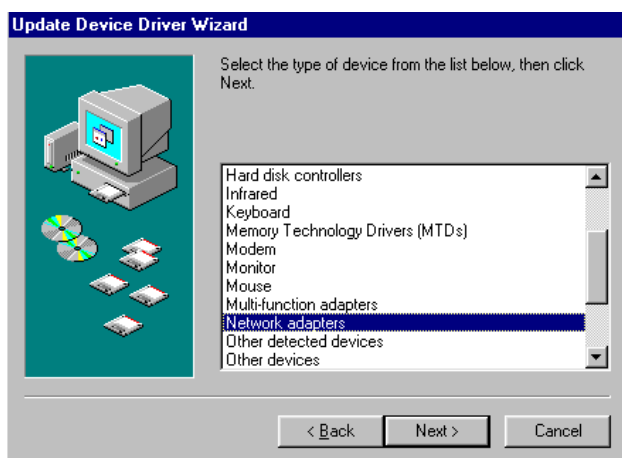 Update Device Driver Wizard
Select the type of device from the list below, then click
Next.
Hard disk controllers
Infrared
Keyboard
Memory Technology Drivers (MTDs)
Modem
Monitor
Mouse
Multi-function adapters
Network adapters
Other detected devices
Other devices
< Back
Next >
Cancel